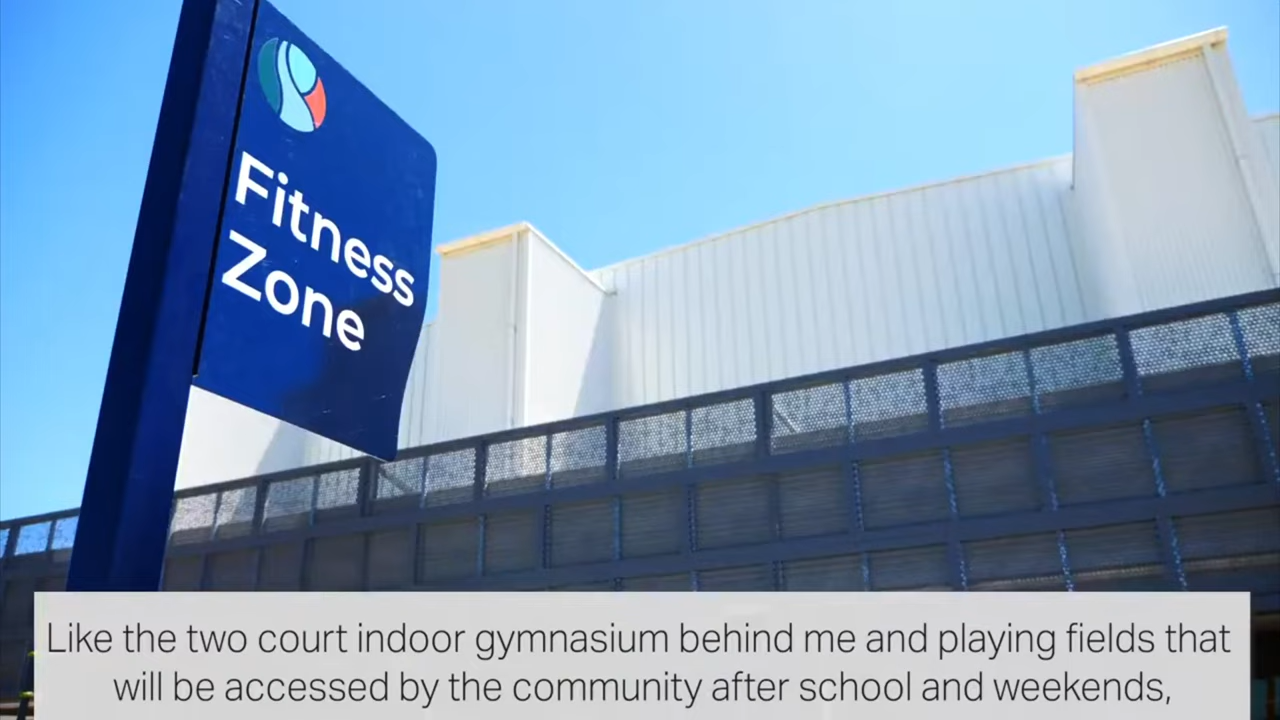 Fitness
Zone
Like the two court indoor gymnasium behind me and playing fields that
will be accessed by the community after school and weekends,